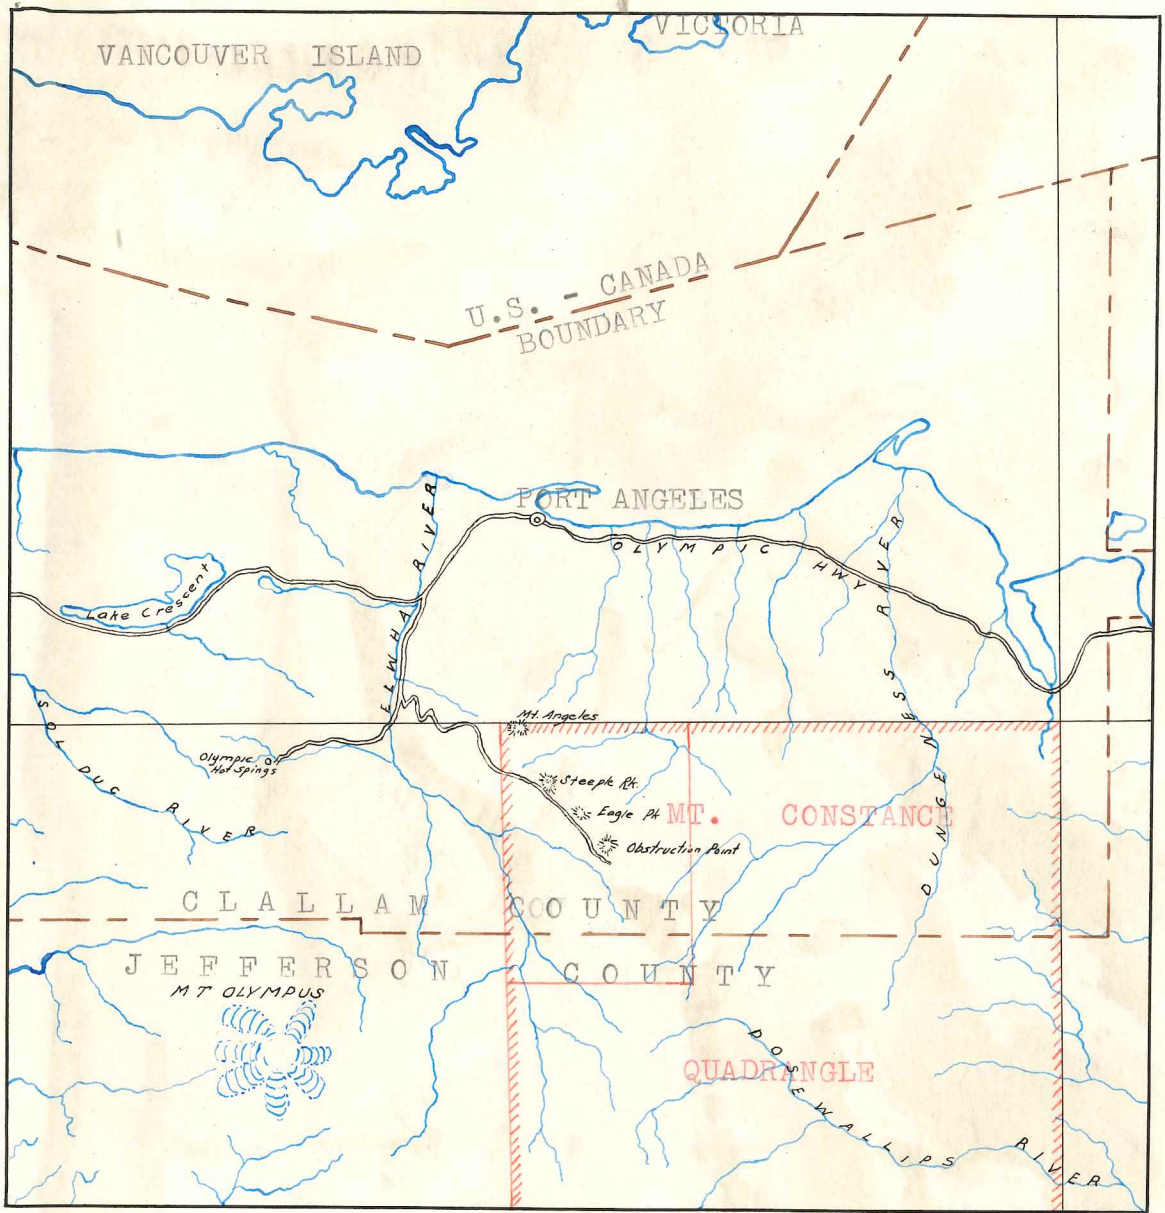 VANCOUVER ISLAND
VICTORIA
U.S. - CANADA
BOUNDARY
PORT ANGELES
OLYMPIC HWY
ELWHA RIVER
DUNGENESS RIVER
Lake Crescent
Mt. Angeles
SOL DUC RIVER
Olympic
Hot Spings
Steeple Rk.
Eagle Pk
Obstruction Point
MT. CONSTANCE
CLALLAM COUNTY
JEFFERSON COUNTY
MT OLYMPUS
QUADRANGLE
DOSEWALLIPS RIVER